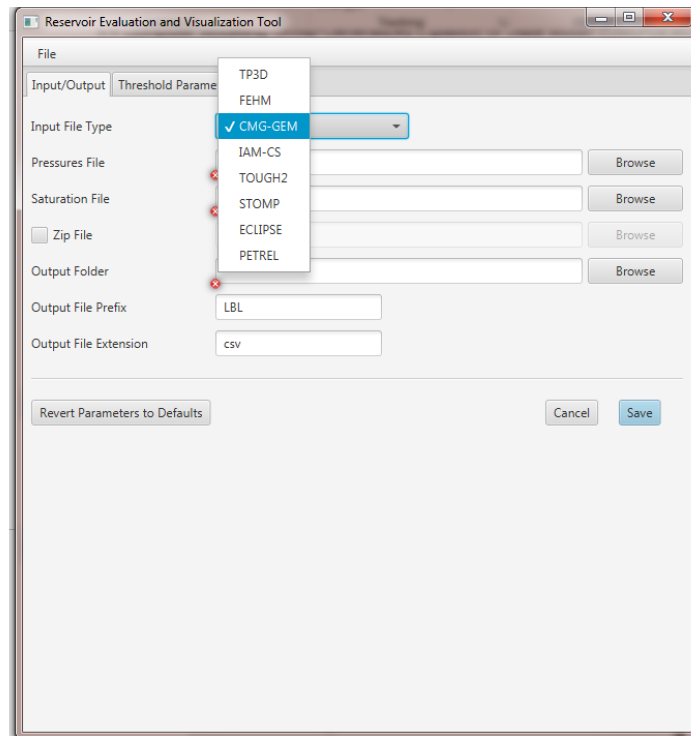 Reservoir Evaluation and Visualization Tool
File
Input/Output Threshold Parame
TP3D
FEHM
✓ CMG-GEM
IAM-CS
TOUGH2
STOMP
ECLIPSE
PETREL
Input File Type
Pressures File Browse
Saturation File Browse
Zip File Browse
Output Folder Browse
Output File Prefix LBL
Output File Extension csv
Revert Parameters to Defaults Cancel Save